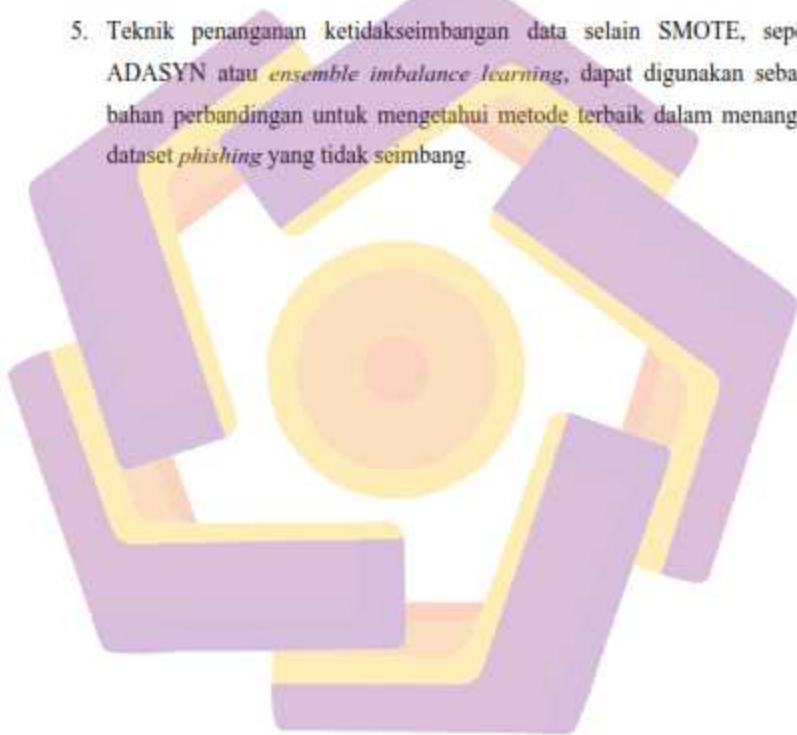 5. Teknik penanganan ketidakseimbangan data selain SMOTE, sepe
ADASYN atau ensemble imbalance learning, dapat digunakan seba
bahan perbandingan untuk mengetahui metode terbaik dalam menang
dataset phishing yang tidak seimbang.